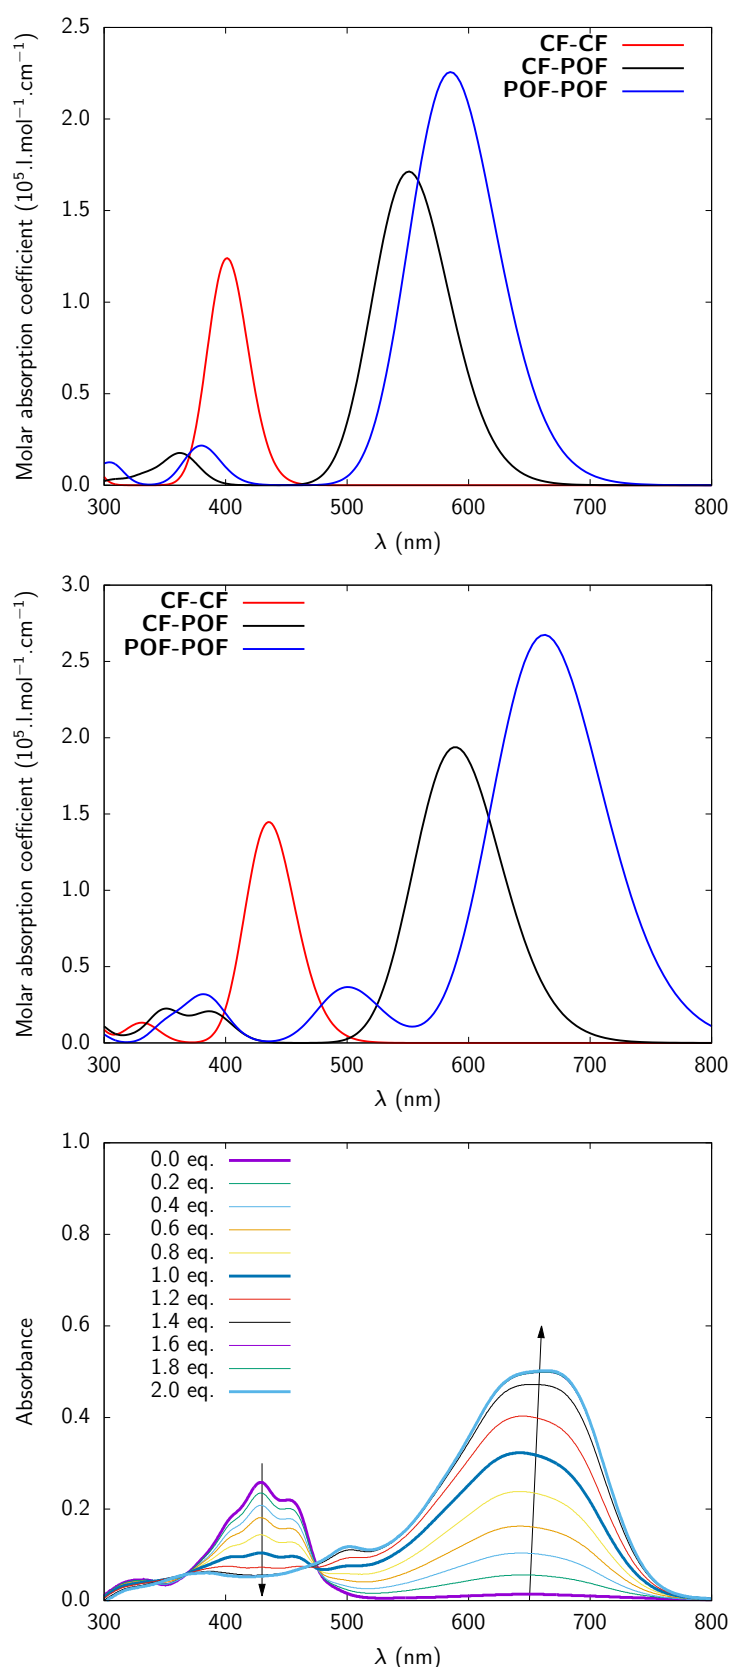 2.5
2.0
1.5
1.0
0.5
0.0
Molar absorption coefficient (10⁵.l.mol⁻¹.cm⁻¹)
CF-CF
CF-POF
POF-POF
300 400 500 600 700 800
λ (nm)
3.0
2.5
2.0
1.5
1.0
0.5
0.0
Molar absorption coefficient (10⁵.l.mol⁻¹.cm⁻¹)
CF-CF
CF-POF
POF-POF
300 400 500 600 700 800
λ (nm)
1.0
0.8
0.6
0.4
0.2
0.0
Absorbance
0.0 eq.
0.2 eq.
0.4 eq.
0.6 eq.
0.8 eq.
1.0 eq.
1.2 eq.
1.4 eq.
1.6 eq.
1.8 eq.
2.0 eq.
300 400 500 600 700 800
λ (nm)